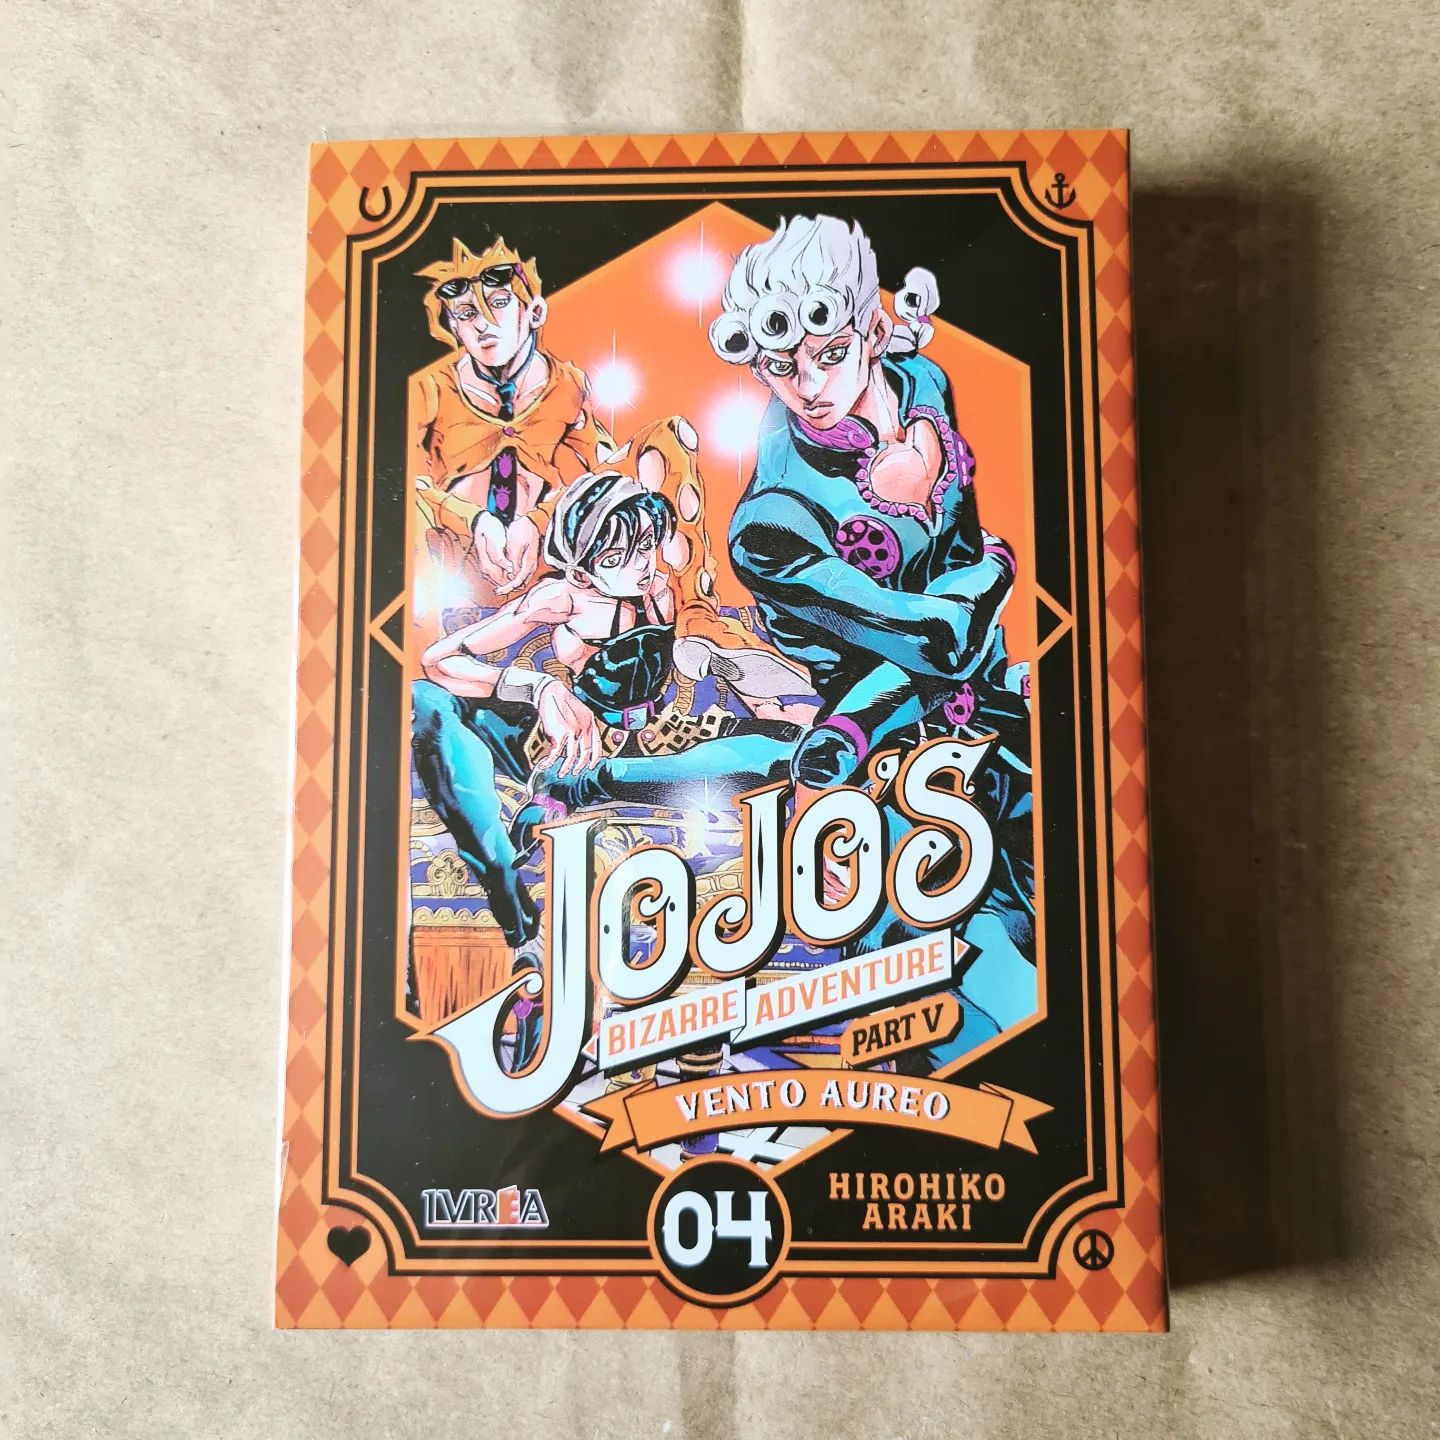 JOJO'S
BIZARRE ADVENTURE
PART V
VENTO AUREO
IVREA
04
HIROHIKO
ARAKI